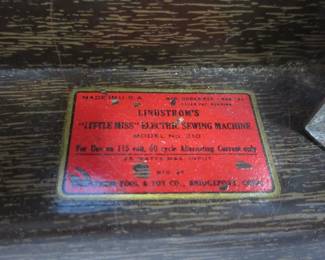 MADE IN U.S.A.
LINDSTROM'S
"LITTLE MISS" ELECTRIC SEWING MACHINE
MODEL No. 210
For Use on 115 volt, 60 cycle Alternating Current only
25 WATTS MAX. INPUT
MFG BY
TOOL & TOY CO., BRIDGEPORT, CONN.